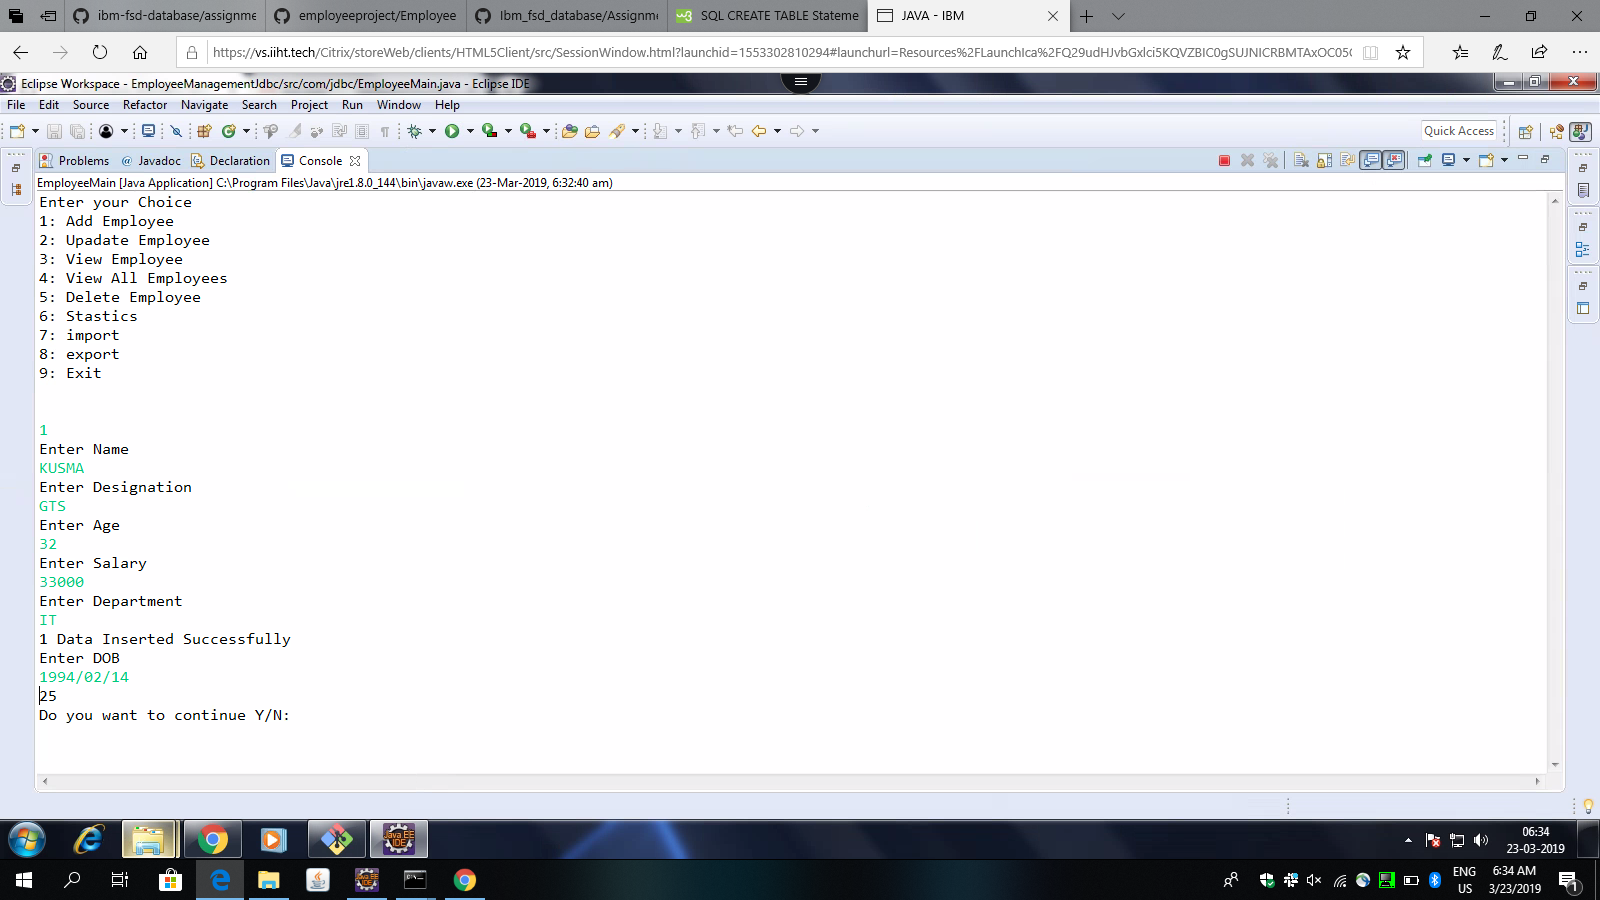 ibm-fsd-database/assignme
employeeproject/Employee
Ibm_fsd_database/Assignm
SQL CREATE TABLE Stateme
JAVA - IBM
https://vs.iiht.tech/Citrix/storeWeb/clients/HTML5Client/src/SessionWindow.html?launchid=1553302810294#launchurl=Resources%2FLaunchIca%2FQ29udHJvbGxlci5KQVZBIC0gSUJNICRBMTAxOC05C
Eclipse Workspace - EmployeeManagementJdbc/src/com/jdbc/EmployeeMain.java - Eclipse IDE
File Edit Source Refactor Navigate Search Project Run Window Help
Quick Access
Problems @ Javadoc Declaration Console
EmployeeMain [Java Application] C:\Program Files\Java\jre1.8.0_144\bin\javaw.exe (23-Mar-2019, 6:32:40 am)
Enter your Choice
1: Add Employee
2: Upadate Employee
3: View Employee
4: View All Employees
5: Delete Employee
6: Stastics
7: import
8: export
9: Exit
1
Enter Name
KUSMA
Enter Designation
GTS
Enter Age
32
Enter Salary
33000
Enter Department
IT
1 Data Inserted Successfully
Enter DOB
1994/02/14
25
Do you want to continue Y/N:
Java EE
IDE
06:34
23-03-2019
ENG
US
6:34 AM
3/23/2019
1